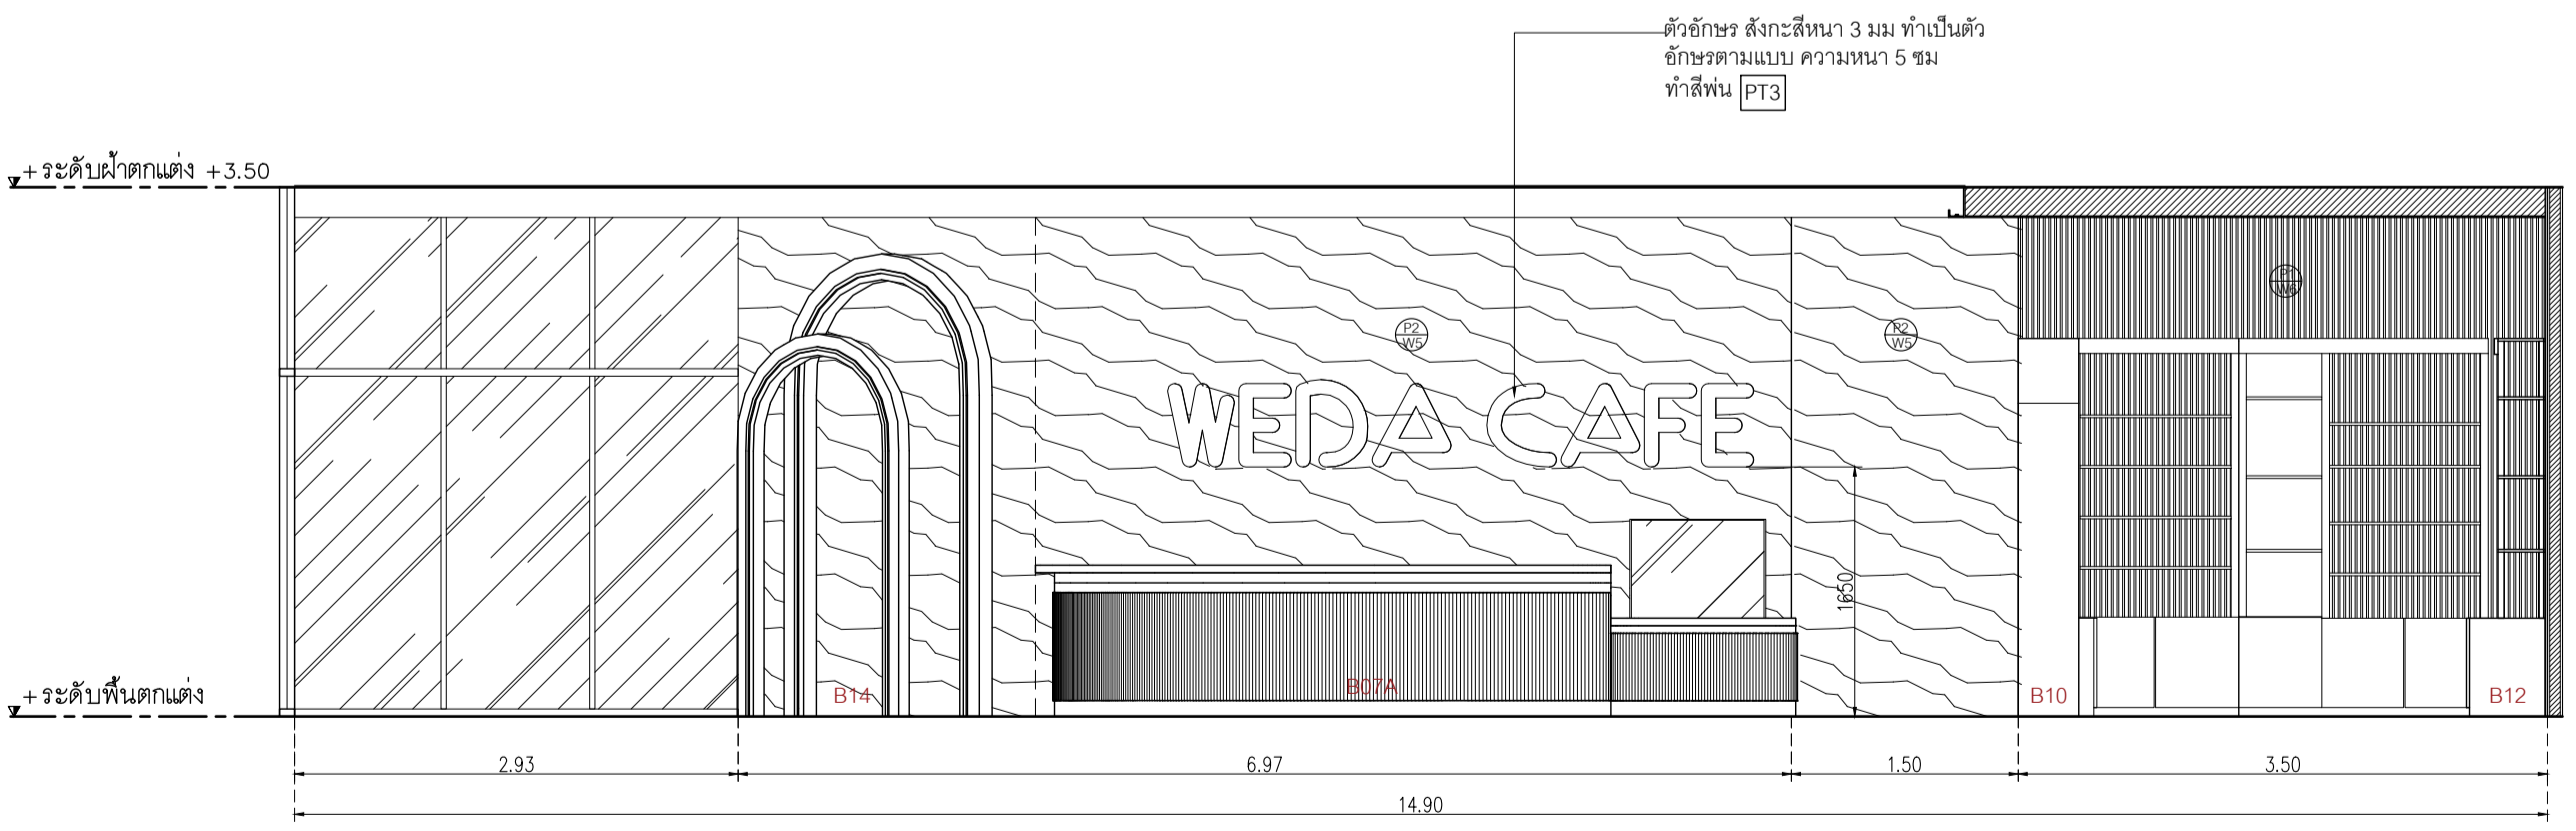 ตัวอักษร สังกะสีหนา 3 มม ทำเป็นตัว
อักษรตามแบบ ความหนา 5 ซม
ทำสีพ่น PT3
+ระดับฝ้าตกแต่ง +3.50
P1
W6
P2
W5
P2
W5
WEDA CAFE
1650
+ระดับพื้นตกแต่ง
B14
B07A
B10
B12
2.93
6.97
1.50
3.50
14.90